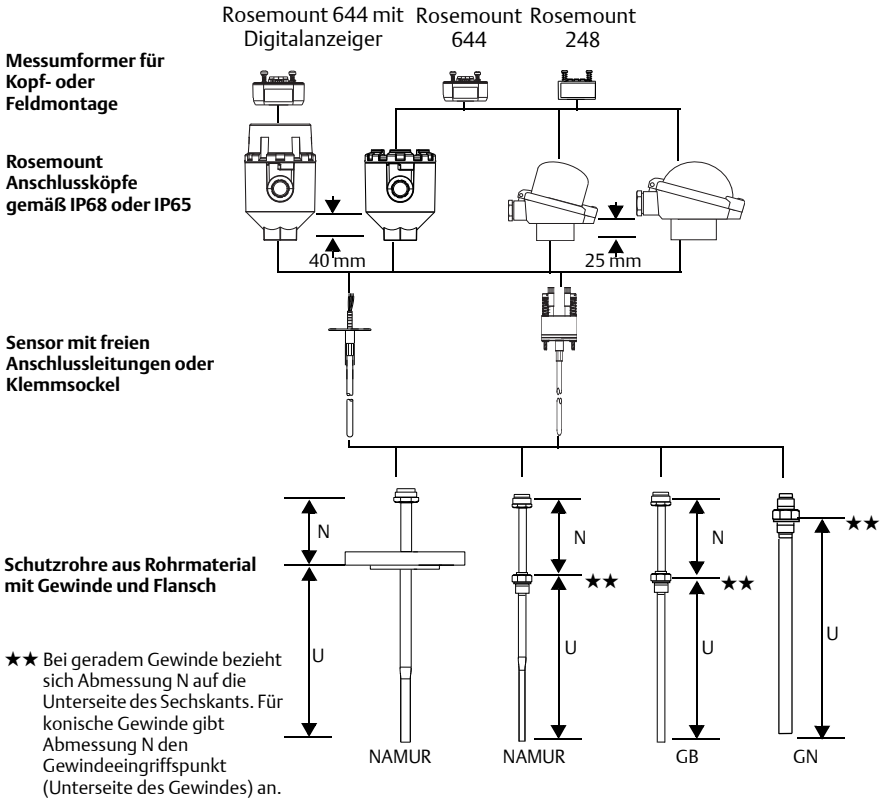 Rosemount 644 mit
Digitalanzeiger
Rosemount
644
Rosemount
248
Messumformer für
Kopf- oder
Feldmontage
Rosemount
Anschlussköpfe
gemäß IP68 oder IP65
40 mm
25 mm
Sensor mit freien
Anschlussleitungen oder
Klemmsockel
Schutzrohre aus Rohrmaterial
mit Gewinde und Flansch
N
U
N
★★
U
N
★★
U
★★
U
★★ Bei geradem Gewinde bezieht
sich Abmessung N auf die
Unterseite des Sechskants. Für
konische Gewinde gibt
Abmessung N den
Gewindeeingriffspunkt
(Unterseite des Gewindes) an.
NAMUR
NAMUR
GB
GN